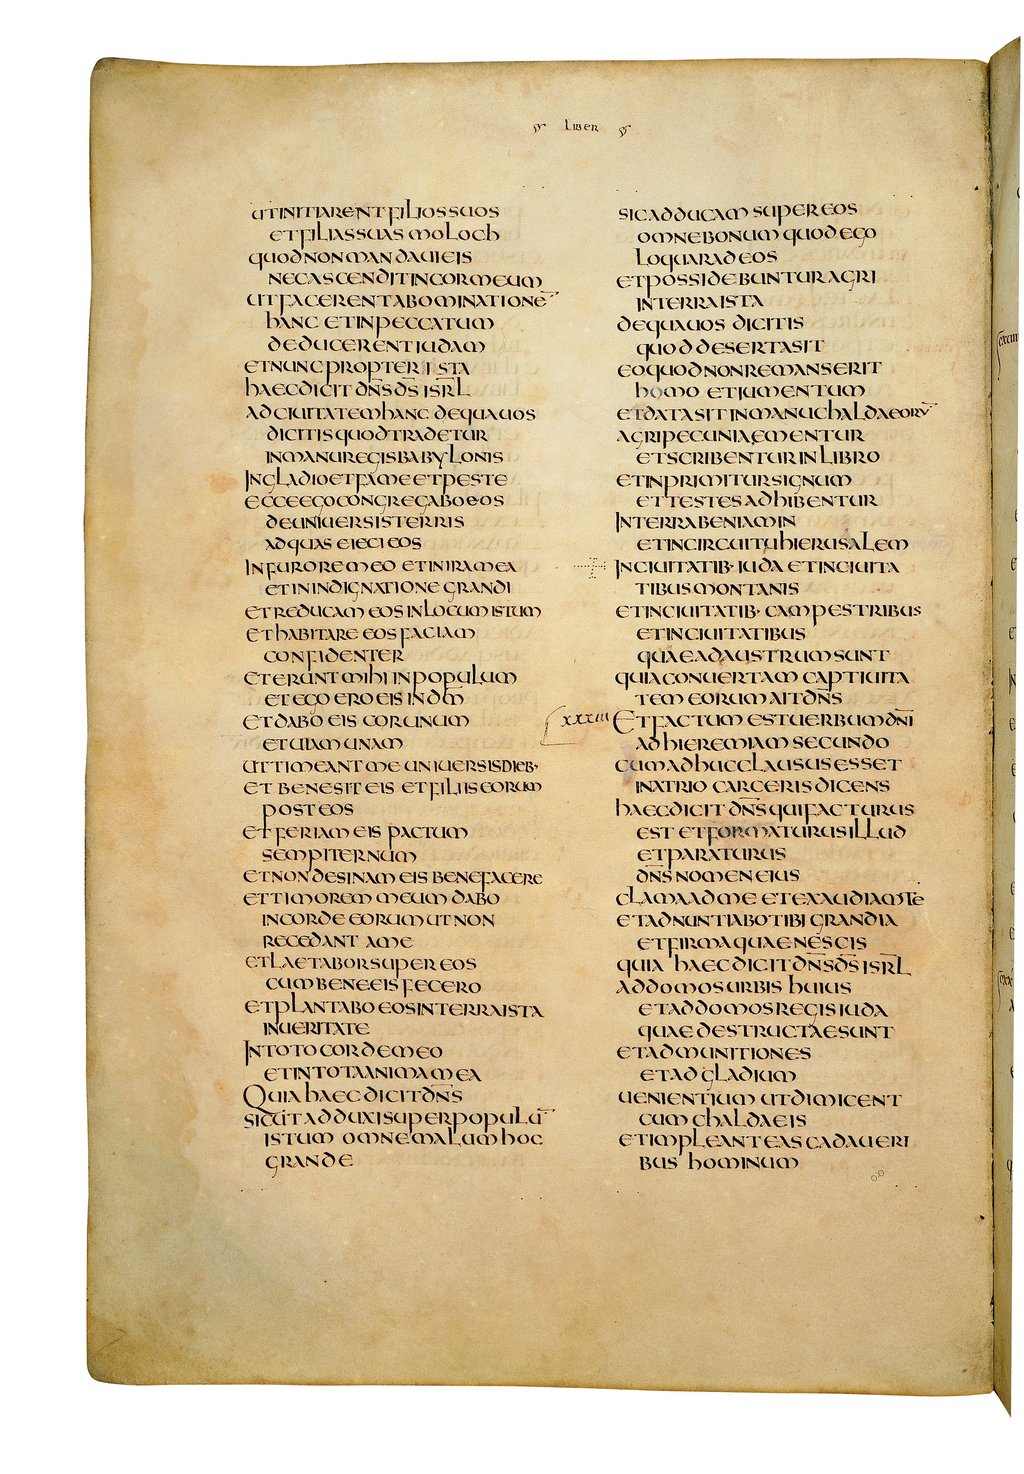 LIBER
UT INITIARENT FILIOS SUOS
ET FILIAS SUAS MOLOCH
QUOD NON MANDAUI EIS
NEC ASCENDIT IN COR MEUM
UT FACERENT ABOMINATIONĒ
HANC ET IN PECCATUM
DEDUCERENT IUDAM
ET NUNC PROPTER ISTA
HAEC DICIT DN̄S D̄S ISRL̄
AD CIUITATEM HANC DE QUA UOS
DICITIS QUOD TRADETUR
IN MANU REGIS BABYLONIS
IN GLADIO ET FAME ET PESTE
ECCE EGO CONGREGABO EOS
DE UNIUERSIS TERRIS
AD QUAS EIECI EOS
IN FURORE MEO ET IN IRA MEA
ET IN INDIGNATIONE GRANDI
ET REDUCAM EOS IN LOCUM ISTUM
ET HABITARE EOS FACIAM
CONFIDENTER
ET ERUNT MIHI IN POPULUM
ET EGO ERO EIS IN DM̄
ET DABO EIS COR UNUM
ET UIAM UNAM
UT TIMEANT ME UNIUERSIS DIEB·
ET BENE SIT EIS ET FILIIS EORUM
POST EOS
ET FERIAM EIS PACTUM
SEMPITERNUM
ET NON DESINAM EIS BENEFACERE
ET TIMOREM MEUM DABO
IN CORDE EORUM UT NON
RECEDANT A ME
ET LAETABOR SUPER EOS
CUM BENE EIS FECERO
ET PLANTABO EOS IN TERRA ISTA
IN UERITATE
IN TOTO CORDE MEO
ET IN TOTA ANIMA MEA
QUIA HAEC DICIT DN̄S
SICUT ADDUXI SUPER POPULŪ
ISTUM OMNE MALUM HOC
GRANDE
SIC ADDUCAM SUPER EOS
OMNE BONUM QUOD EGO
LOQUAR AD EOS
ET POSSIDEBUNTUR AGRI
IN TERRA ISTA
DE QUA UOS DICITIS
QUOD DESERTA SIT
EO QUOD NON REMANSERIT
HOMO ET IUMENTUM
ET DATA SIT IN MANU CHALDAEORŪ
AGRI PECUNIA EMENTUR
ET SCRIBENTUR IN LIBRO
ET INPRIMITUR SIGNUM
ET TESTES ADHIBENTUR
IN TERRA BENIAMIN
ET IN CIRCUITU HIERUSALEM
IN CIUITATIB· IUDA ET IN CIUITA
TIBUS MONTANIS
ET IN CIUITATIB· CAMPESTRIBUS
ET IN CIUITATIBUS
QUAE AD AUSTRUM SUNT
QUIA CONUERTAM CAPTIUITA
TEM EORUM AIT DN̄S
XXXIII ET FACTUM EST UERBUM DN̄I
AD HIEREMIAM SECUNDO
CUM ADHUC CLAUSUS ESSET
IN ATRIO CARCERIS DICENS
HAEC DICIT DN̄S QUI FACTURUS
EST ET FORMATURUS ILLUD
ET PARATURUS
DN̄S NOMEN EIUS
CLAMA AD ME ET EXAUDIAM TE
ET ADNUNTIABO TIBI GRANDIA
ET FIRMA QUAE NESCIS
QUIA HAEC DICIT DN̄S D̄S ISRL̄
AD DOMOS URBIS HUIUS
ET AD DOMOS REGIS IUDA
QUAE DESTRUCTAE SUNT
ET AD MUNITIONES
ET AD GLADIUM
UENIENTIUM UT DIMICENT
CUM CHALDAEIS
ET IMPLEANT EAS CADAUERI
BUS HOMINUM